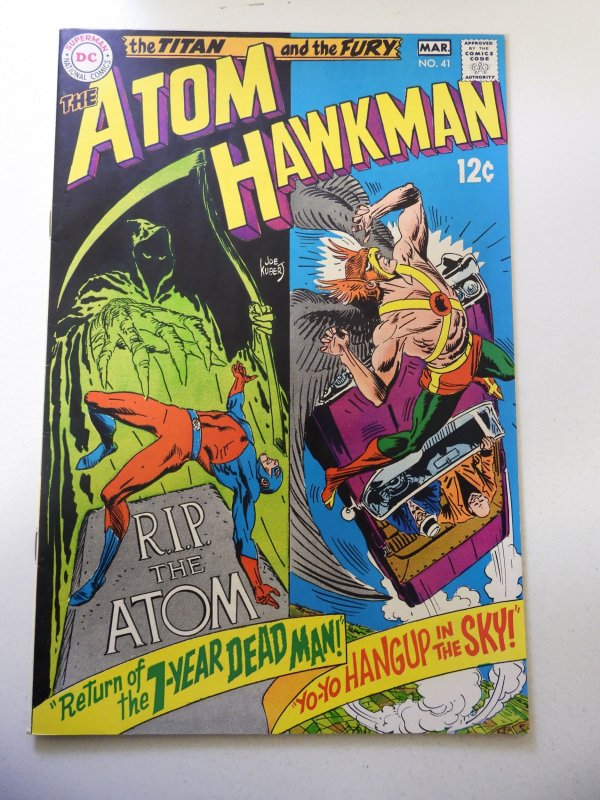 SUPERMAN
DC
NATIONAL COMICS
the TITAN and the FURY
MAR.
NO. 41
APPROVED
BY THE
COMICS
CODE
AUTHORITY
THE ATOM
HAWKMAN
12¢
JOE
KUBERT
R.I.P.
THE
ATOM
"Return of
the 7-YEAR DEAD MAN!"
"YO-YO HANGUP IN THE SKY!"